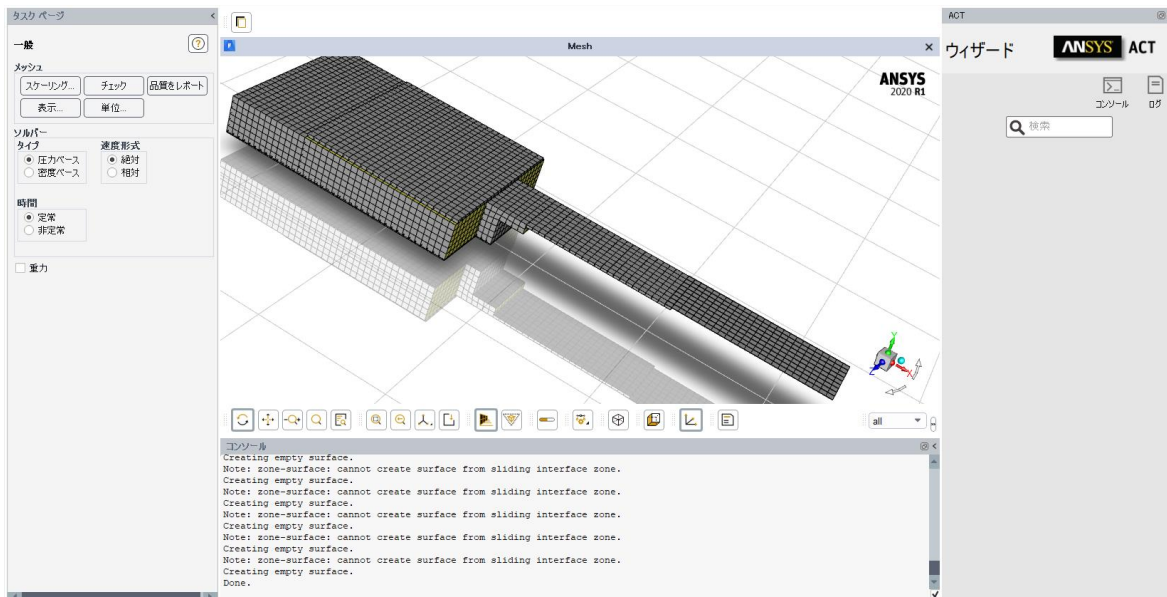 タスク ページ
一般
メッシュ
スケーリング...
チェック
品質をレポート
表示...
単位...
ソルバー
タイプ
圧力ベース
密度ベース
速度形式
絶対
相対
時間
定常
非定常
重力
Mesh
ANSYS
2020 R1
Y
Z
X
all
コンソール
Creating empty surface.
Note: zone-surface: cannot create surface from sliding interface zone.
Creating empty surface.
Note: zone-surface: cannot create surface from sliding interface zone.
Creating empty surface.
Note: zone-surface: cannot create surface from sliding interface zone.
Creating empty surface.
Note: zone-surface: cannot create surface from sliding interface zone.
Creating empty surface.
Note: zone-surface: cannot create surface from sliding interface zone.
Creating empty surface.
Done.
ACT
ウィザード
ANSYS ACT
コンソール
ログ
検索